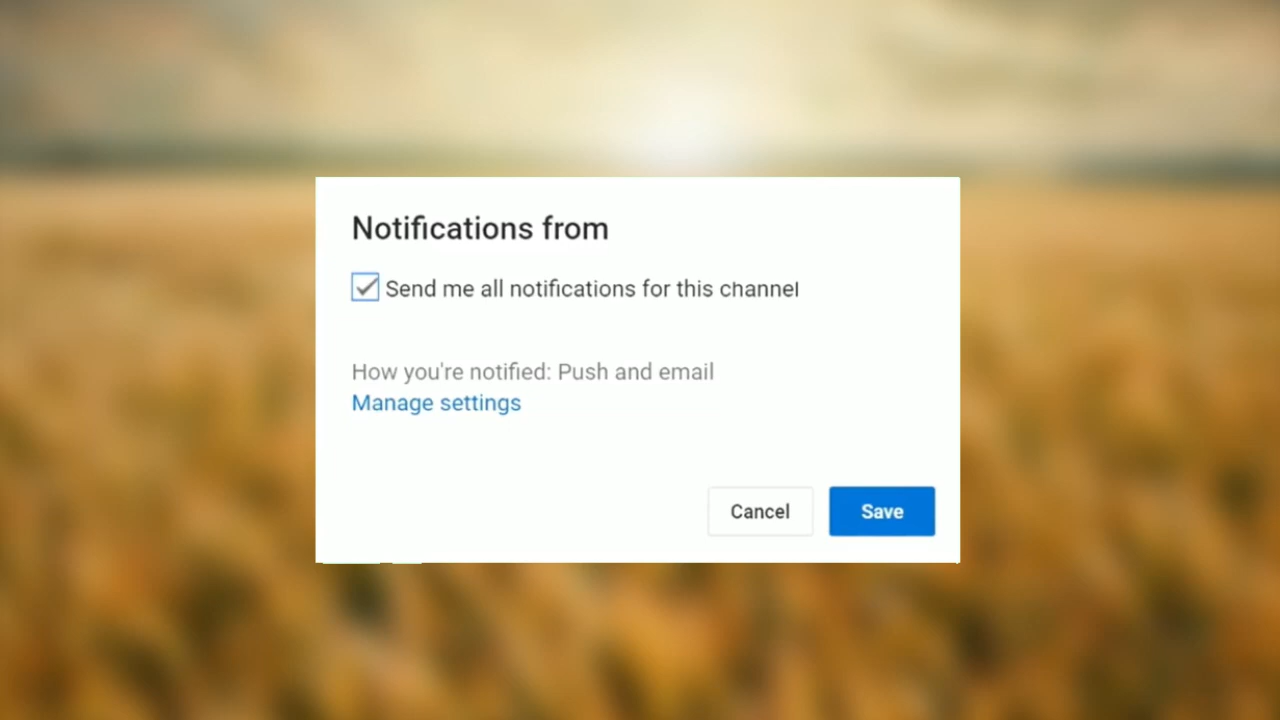 Notifications from
Send me all notifications for this channel
How you're notified: Push and email
Manage settings
Cancel Save